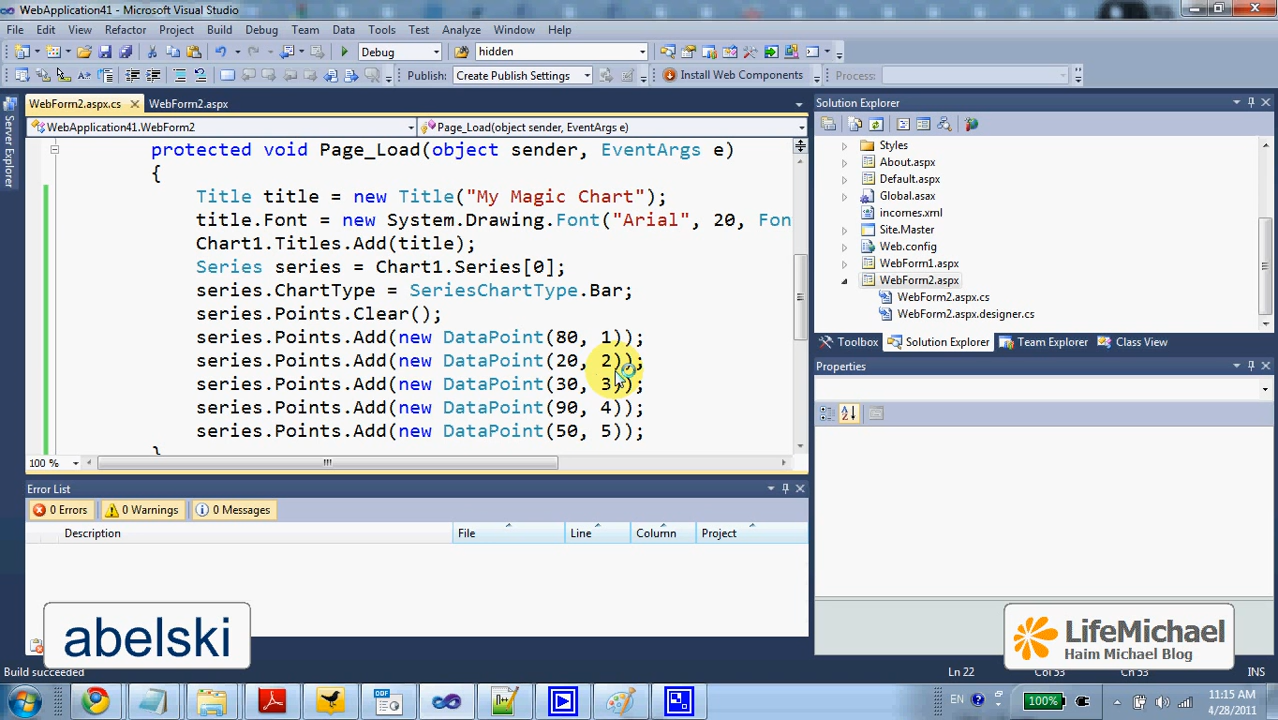 WebApplication41 - Microsoft Visual Studio
File Edit View Refactor Project Build Debug Team Data Tools Test Analyze Window Help
Debug hidden
Publish: Create Publish Settings Install Web Components Process:
WebForm2.aspx.cs WebForm2.aspx
WebApplication41.WebForm2 Page_Load(object sender, EventArgs e)
Server Explorer
protected void Page_Load(object sender, EventArgs e)
{
Title title = new Title("My Magic Chart");
title.Font = new System.Drawing.Font("Arial", 20, Fon
Chart1.Titles.Add(title);
Series series = Chart1.Series[0];
series.ChartType = SeriesChartType.Bar;
series.Points.Clear();
series.Points.Add(new DataPoint(80, 1));
series.Points.Add(new DataPoint(20, 2));
series.Points.Add(new DataPoint(30, 3));
series.Points.Add(new DataPoint(90, 4));
series.Points.Add(new DataPoint(50, 5));
}
100 %
Solution Explorer
Styles
About.aspx
Default.aspx
Global.asax
incomes.xml
Site.Master
Web.config
WebForm1.aspx
WebForm2.aspx
WebForm2.aspx.cs
WebForm2.aspx.designer.cs
Toolbox Solution Explorer Team Explorer Class View
Properties
Error List
0 Errors 0 Warnings 0 Messages
Description File Line Column Project
abelski
LifeMichael
Haim Michael Blog
Build succeeded Ln 22 Col 53 Ch 53 INS
EN 100% 11:15 AM
4/28/2011